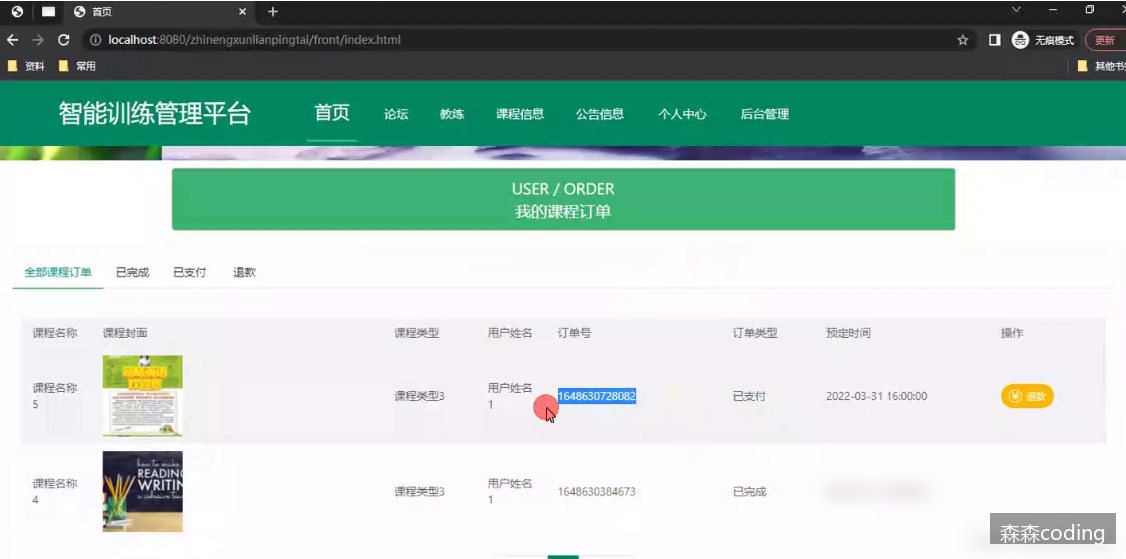 首页
localhost:8080/zhinengxunlianpingtai/front/index.html
无痕模式
更新
资料
常用
其他书
智能训练管理平台
首页
论坛
教练
课程信息
公告信息
个人中心
后台管理
USER / ORDER
我的课程订单
全部课程订单
已完成
已支付
退款
课程名称
课程封面
课程类型
用户姓名
订单号
订单类型
预定时间
操作
课程名称
5
欢迎您
课程类型3
用户姓名
1
1648630728082
已支付
2022-03-31 16:00:00
退款
课程名称
4
how to make
READING
WRITIN
课程类型3
用户姓名
1
1648630384673
已完成
森森coding